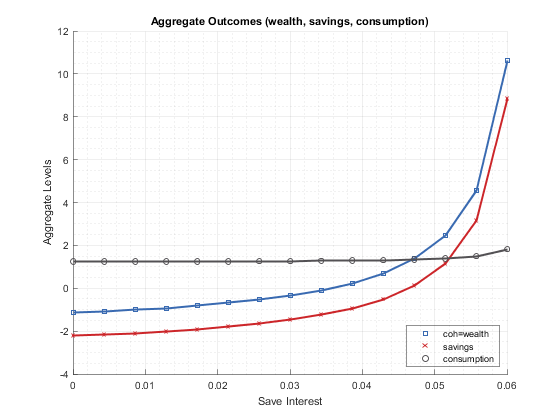 Aggregate Outcomes (wealth, savings, consumption)
12
10
8
6
4
2
0
-2
-4
Aggregate Levels
0
0.01
0.02
0.03
0.04
0.05
0.06
Save Interest
coh=wealth
savings
consumption